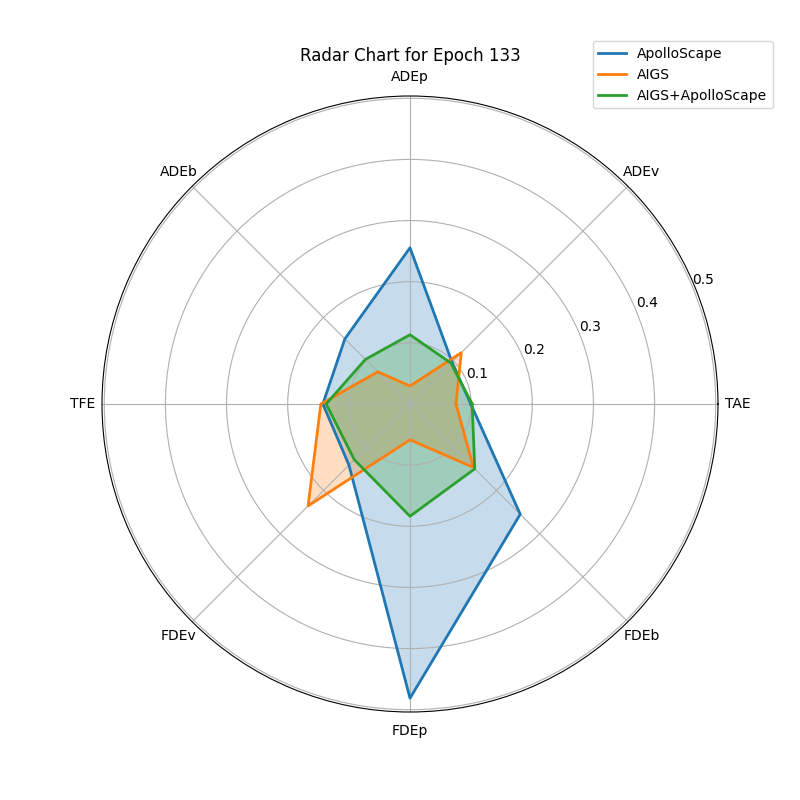 Radar Chart for Epoch 133
ApolloScape
AIGS
AIGS+ApolloScape
ADEp
ADEb
ADEv
0.5
0.4
0.3
0.2
0.1
TFE
TAE
FDEv
FDEb
FDEp